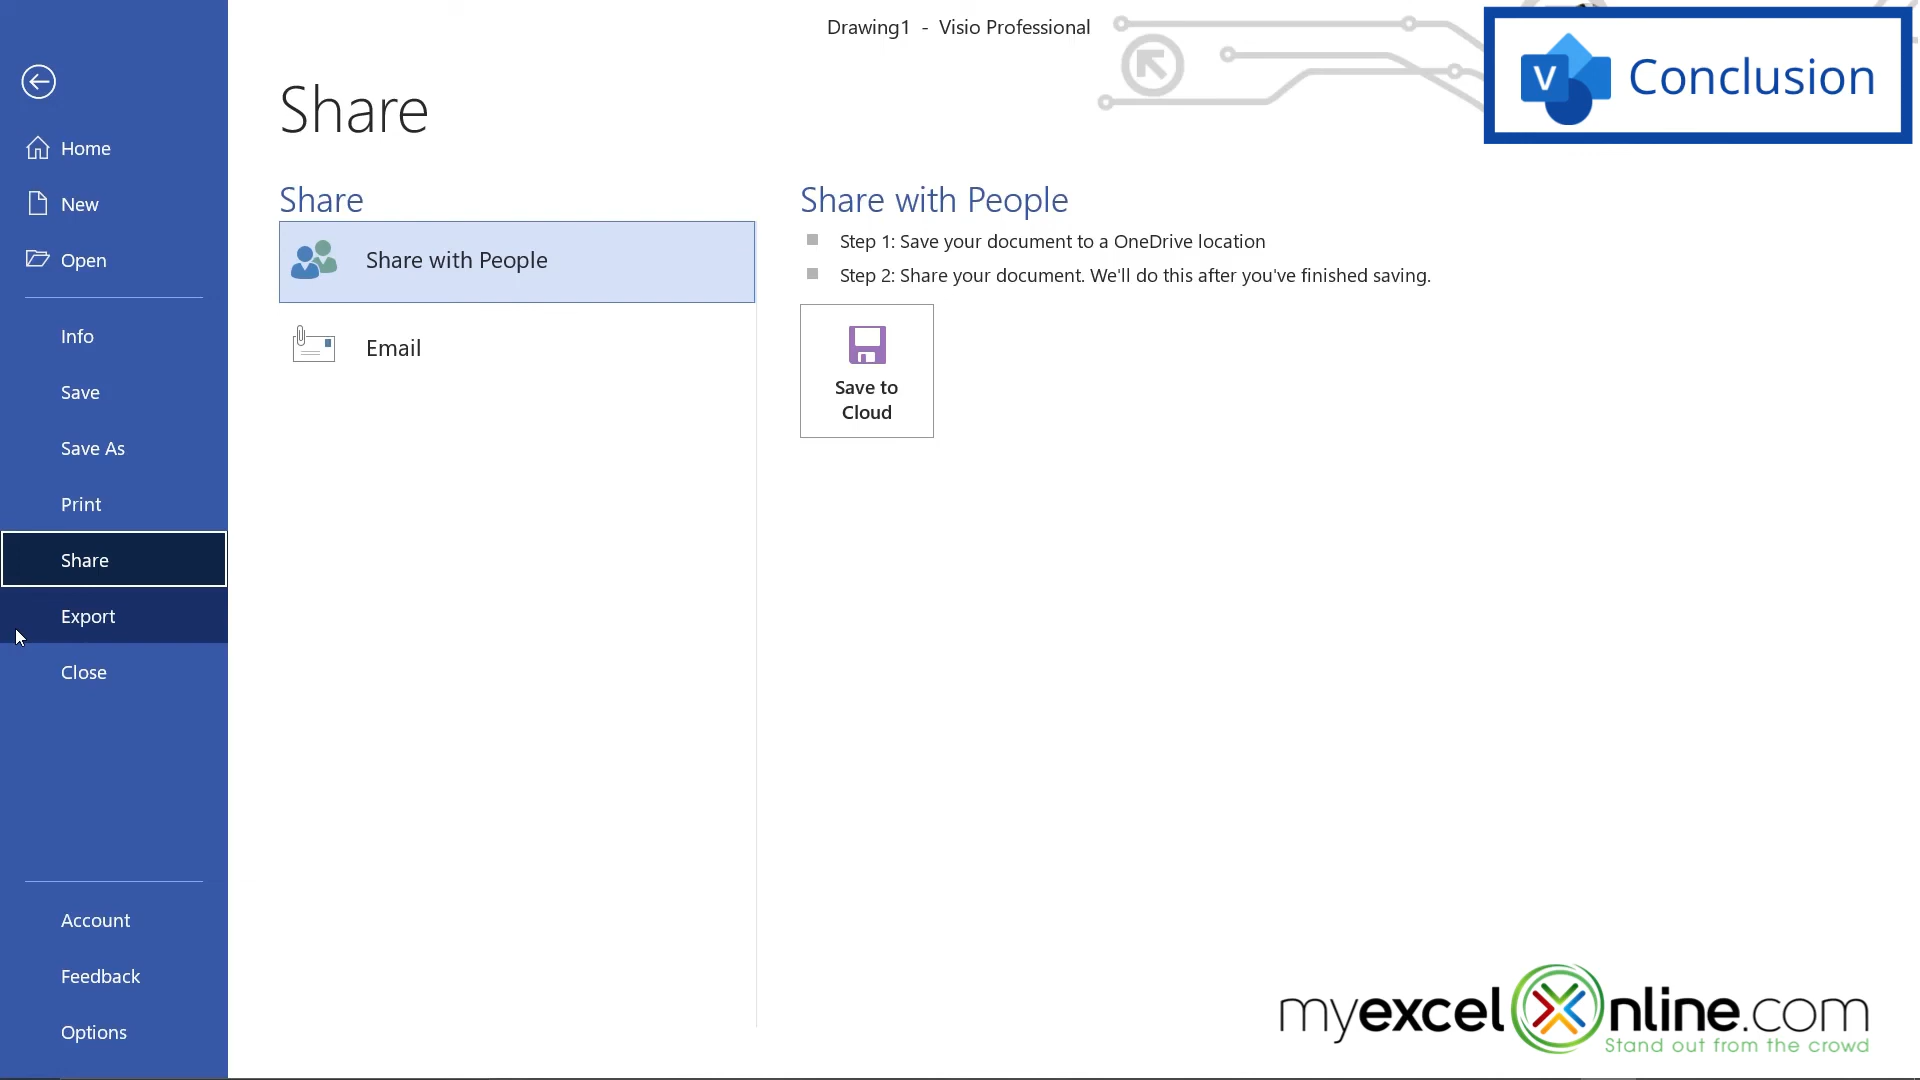 Drawing1 - Visio Professional
V Conclusion
Home
New
Open
Info
Save
Save As
Print
Share
Export
Close
Account
Feedback
Options
Share
Share
Share with People
Email
Share with People
Step 1: Save your document to a OneDrive location
Step 2: Share your document. We'll do this after you've finished saving.
Save to
Cloud
myexcelOnline.com
Stand out from the crowd